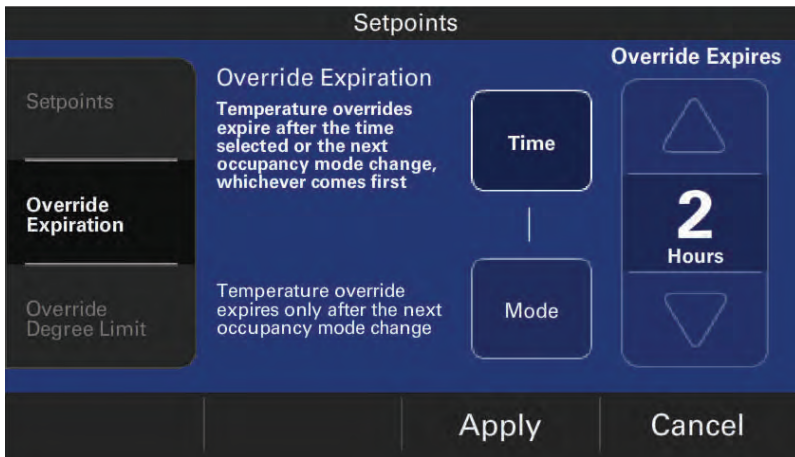 Setpoints
Setpoints
Override
Expiration
Override
Degree Limit
Override Expiration
Temperature overrides
expire after the time
selected or the next
occupancy mode change,
whichever comes first
Time
Temperature override
expires only after the next
occupancy mode change
Mode
Override Expires
2
Hours
Apply
Cancel